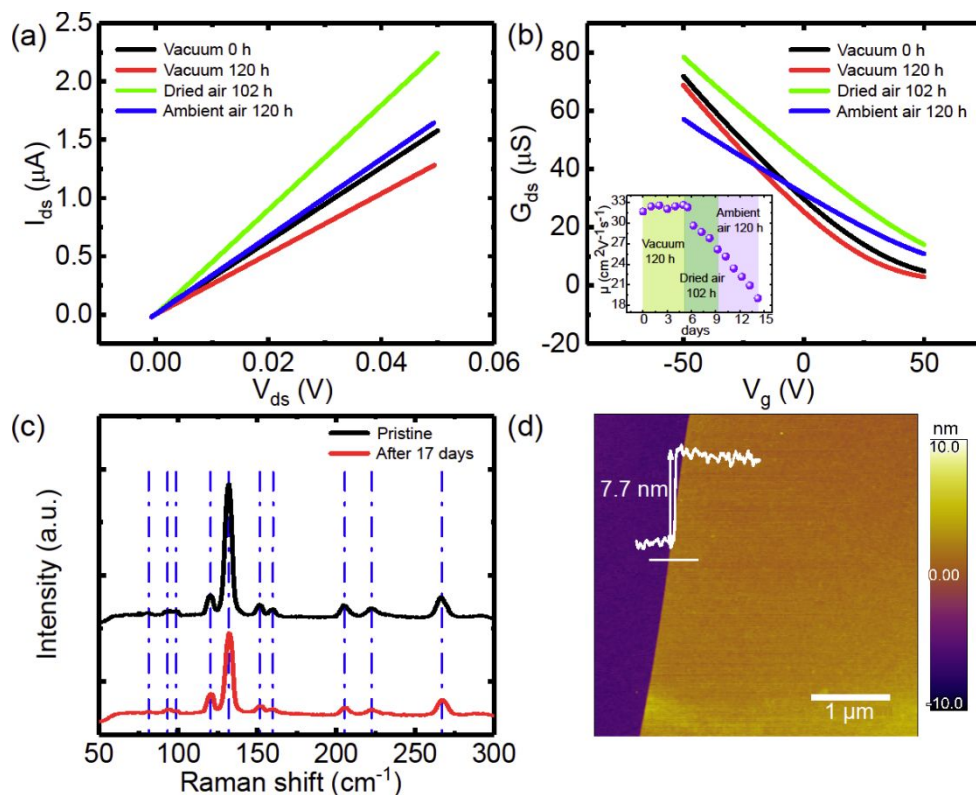 (a)
I_ds (μA)
2.5
2.0
1.5
1.0
0.5
0.0
Vacuum 0 h
Vacuum 120 h
Dried air 102 h
Ambient air 120 h
0.00 0.02 0.04 0.06
V_ds (V)
(b)
G_ds (μS)
80
60
40
20
0
-20
Vacuum 0 h
Vacuum 120 h
Dried air 102 h
Ambient air 120 h
μ (cm²V⁻¹s⁻¹)
33
30
27
24
21
18
Vacuum
120 h
Dried air
102 h
Ambient
air 120 h
0 3 6 9 12 15
days
-50 0 50
V_g (V)
(c)
Intensity (a.u.)
Pristine
After 17 days
50 100 150 200 250 300
Raman shift (cm⁻¹)
(d)
7.7 nm
1 μm
nm
10.0
0.00
-10.0